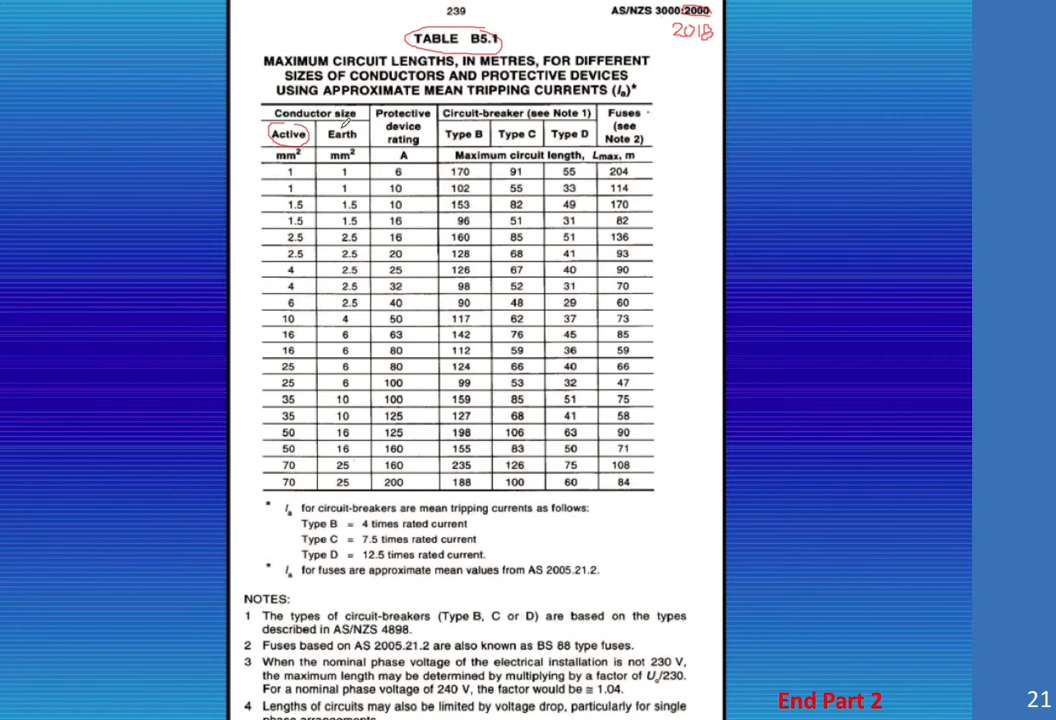 239 AS/NZS 3000:2000
2018
TABLE B5.1
MAXIMUM CIRCUIT LENGTHS, IN METRES, FOR DIFFERENT
SIZES OF CONDUCTORS AND PROTECTIVE DEVICES
USING APPROXIMATE MEAN TRIPPING CURRENTS (Ia)*
Conductor size Protective device rating Circuit-breaker (see Note 1) Fuses (see Note 2)
Active Earth Type B Type C Type D
mm² mm² A Maximum circuit length, Lmax, m
1 1 6 170 91 55 204
1 1 10 102 55 33 114
1.5 1.5 10 153 82 49 170
1.5 1.5 16 96 51 31 82
2.5 2.5 16 160 85 51 136
2.5 2.5 20 128 68 41 93
4 2.5 25 126 67 40 90
4 2.5 32 98 52 31 70
6 2.5 40 90 48 29 60
10 4 50 117 62 37 73
16 6 63 142 76 45 85
16 6 80 112 59 36 59
25 6 80 124 66 40 66
25 6 100 99 53 32 47
35 10 100 159 85 51 75
35 10 125 127 68 41 58
50 16 125 198 106 63 90
50 16 160 155 83 50 71
70 25 160 235 126 75 108
70 25 200 188 100 60 84
* Ia for circuit-breakers are mean tripping currents as follows:
Type B = 4 times rated current
Type C = 7.5 times rated current
Type D = 12.5 times rated current.
* Ia for fuses are approximate mean values from AS 2005.21.2.
NOTES:
1 The types of circuit-breakers (Type B, C or D) are based on the types
described in AS/NZS 4898.
2 Fuses based on AS 2005.21.2 are also known as BS 88 type fuses.
3 When the nominal phase voltage of the electrical installation is not 230 V,
the maximum length may be determined by multiplying by a factor of Uo/230.
For a nominal phase voltage of 240 V, the factor would be ≅ 1.04.
4 Lengths of circuits may also be limited by voltage drop, particularly for single
phase arrangements
End Part 2
21